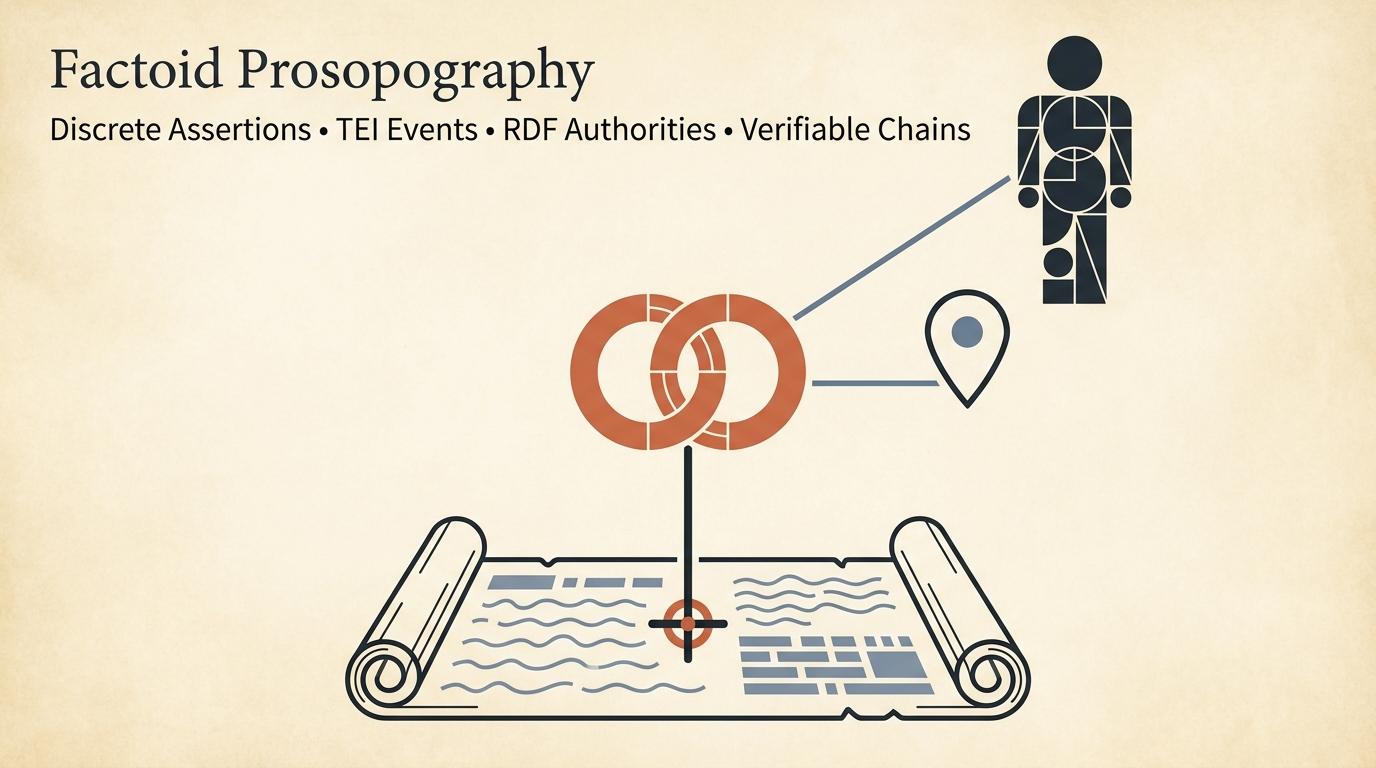 Factoid Prosopography
Discrete Assertions • TEI Events • RDF Authorities • Verifiable Chains